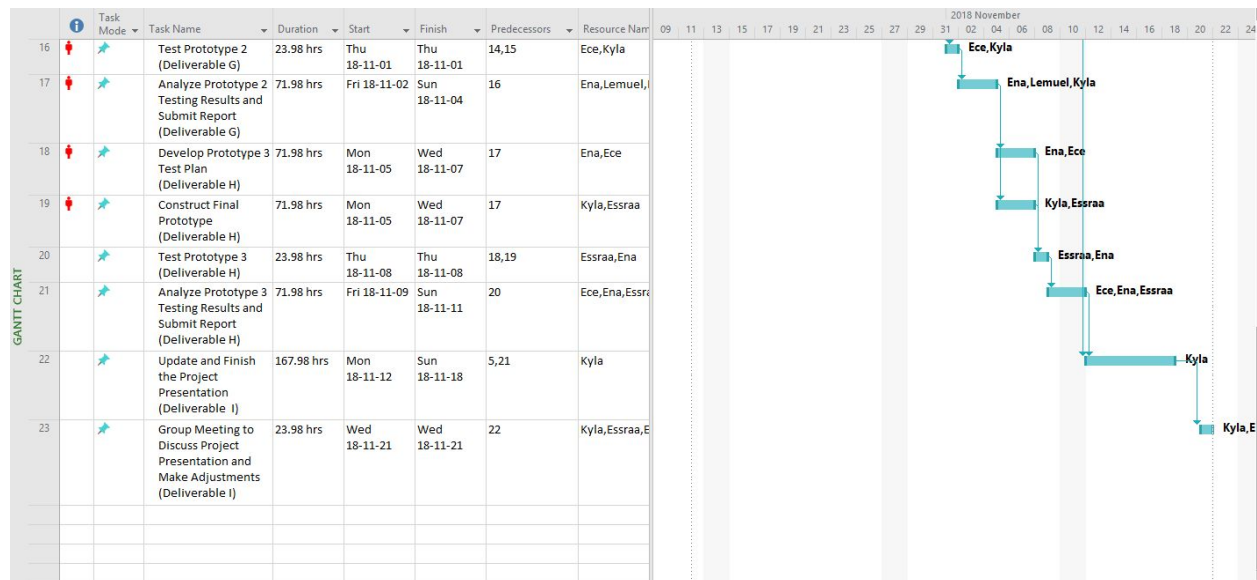 2018 November
Task Mode Task Name Duration Start Finish Predecessors Resource Nam
09 11 13 15 17 19 21 23 25 27 29 31 02 04 06 08 10 12 14 16 18 20 22 24
GANTT CHART
16 Test Prototype 2 (Deliverable G) 23.98 hrs Thu 18-11-01 Thu 18-11-01 14,15 Ece,Kyla
Ece,Kyla
17 Analyze Prototype 2 Testing Results and Submit Report (Deliverable G) 71.98 hrs Fri 18-11-02 Sun 18-11-04 16 Ena,Lemuel,
Ena,Lemuel,Kyla
18 Develop Prototype 3 Test Plan (Deliverable H) 71.98 hrs Mon 18-11-05 Wed 18-11-07 17 Ena,Ece
Ena,Ece
19 Construct Final Prototype (Deliverable H) 71.98 hrs Mon 18-11-05 Wed 18-11-07 17 Kyla,Essraa
Kyla,Essraa
20 Test Prototype 3 (Deliverable H) 23.98 hrs Thu 18-11-08 Thu 18-11-08 18,19 Essraa,Ena
Essraa,Ena
21 Analyze Prototype 3 Testing Results and Submit Report (Deliverable H) 71.98 hrs Fri 18-11-09 Sun 18-11-11 20 Ece,Ena,Essra
Ece,Ena,Essraa
22 Update and Finish the Project Presentation (Deliverable I) 167.98 hrs Mon 18-11-12 Sun 18-11-18 5,21 Kyla
Kyla
23 Group Meeting to Discuss Project Presentation and Make Adjustments (Deliverable I) 23.98 hrs Wed 18-11-21 Wed 18-11-21 22 Kyla,Essraa,E
Kyla,E